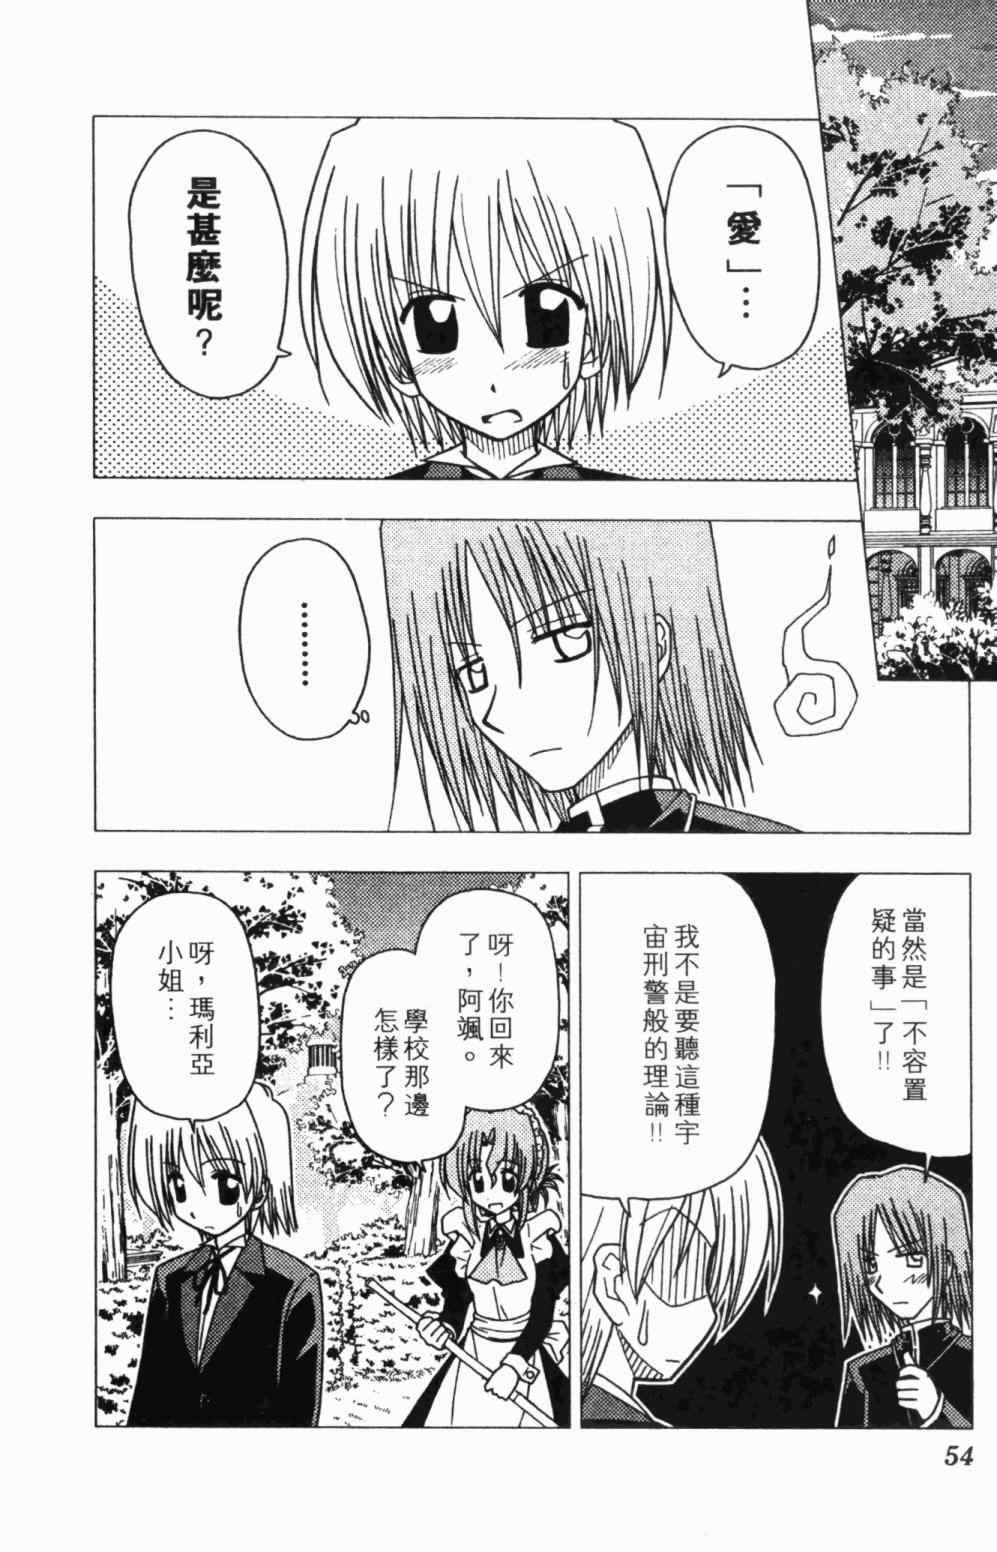 「愛」…
是甚麼呢？
………
當然是「不容置
疑的事」了!!
我不是要聽這種宇
宙刑警般的理論!!
呀！你回來
了，阿颯。
學校那邊
怎樣了？
呀，瑪利亞
小姐…
54